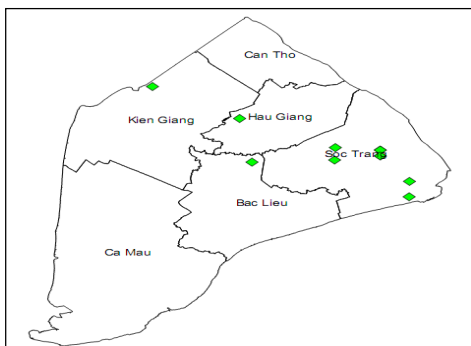 Can Tho
Kien Giang
Hau Giang
Soc Trang
Bac Lieu
Ca Mau